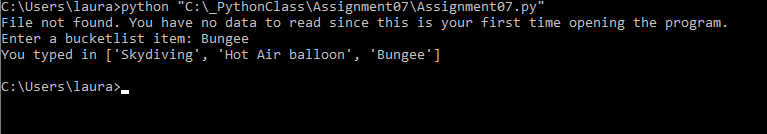 C:\Users\laura>python "C:\_PythonClass\Assignment07\Assignment07.py"
File not found. You have no data to read since this is your first time opening the program.
Enter a bucketlist item: Bungee
You typed in ['Skydiving', 'Hot Air balloon', 'Bungee']
C:\Users\laura>